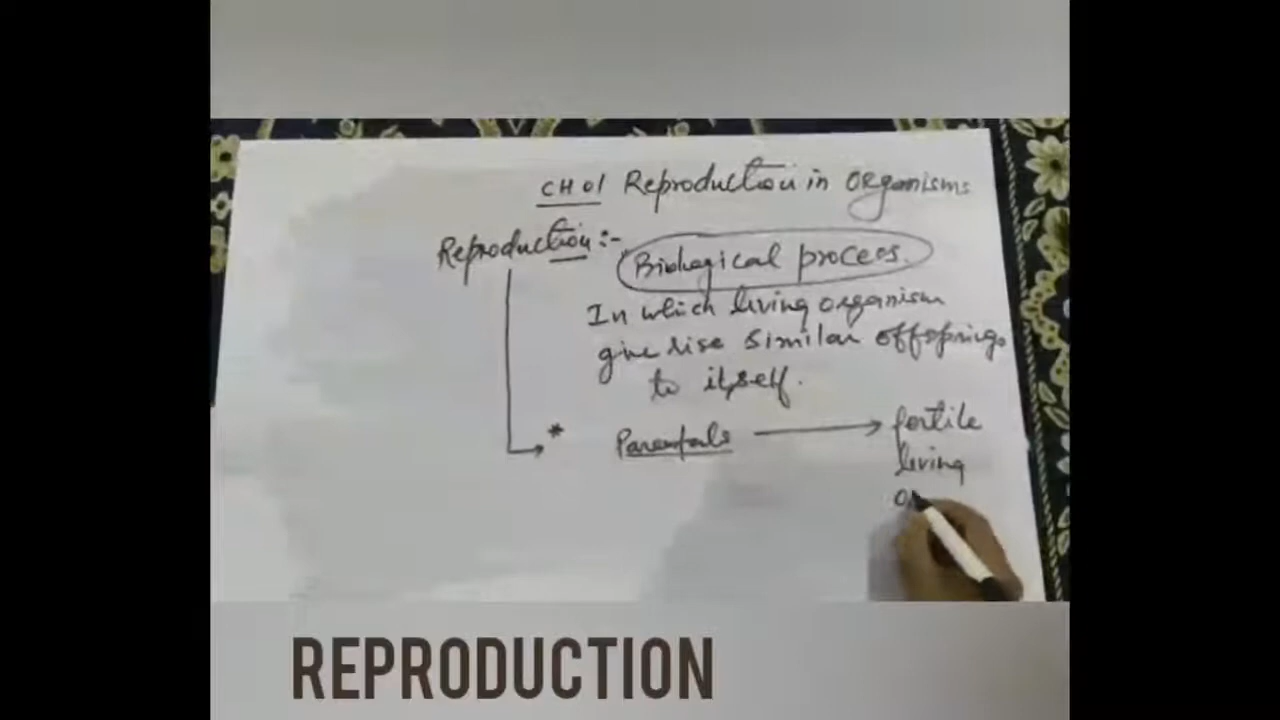 CH 01 Reproduction in organisms
Reproduction :-
Biological process.
In which living organism
give rise similar offsprings
to itself.
* Parentals → fertile
living
or
REPRODUCTION